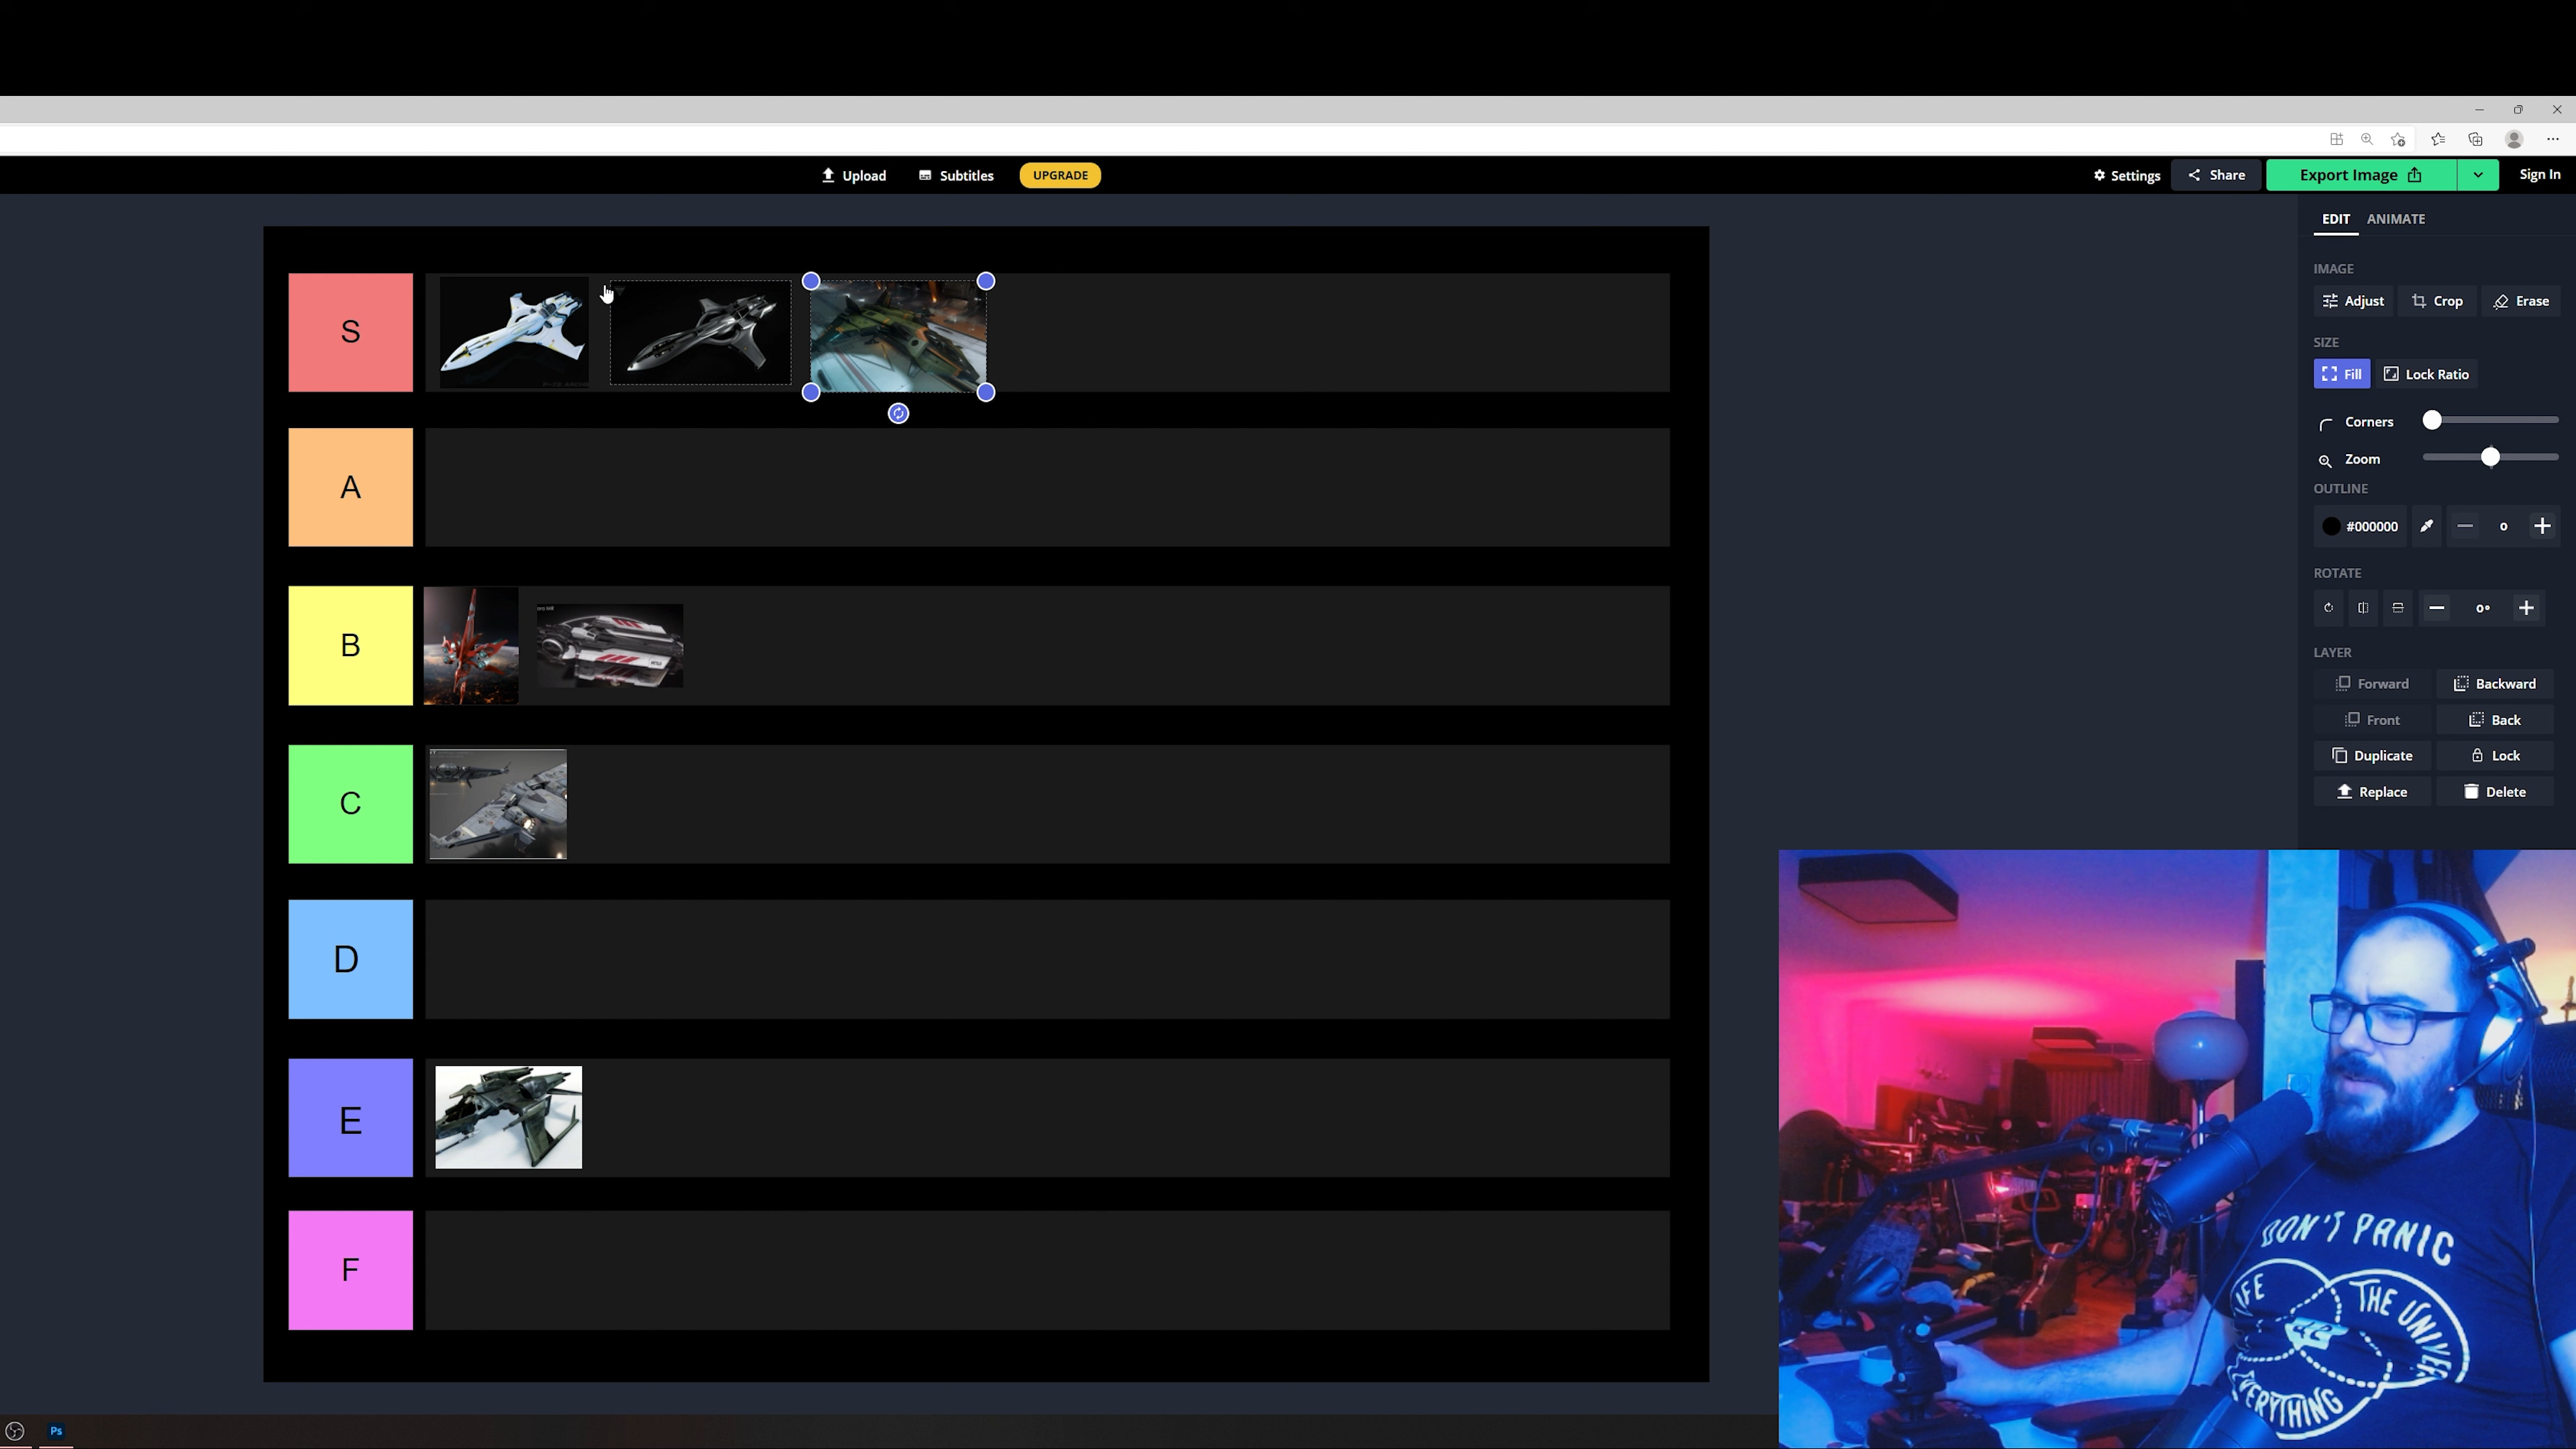 Upload
Subtitles
UPGRADE
Settings
Share
Export Image
Sign In
EDIT
ANIMATE
IMAGE
Adjust
Crop
Erase
SIZE
Fill
Lock Ratio
Corners
Zoom
OUTLINE
#000000
0
ROTATE
0°
LAYER
Forward
Backward
Front
Back
Duplicate
Lock
Replace
Delete
S
A
B
C
D
E
F
Ps
DON'T PANIC
THE UNIVER
EVERYTHING